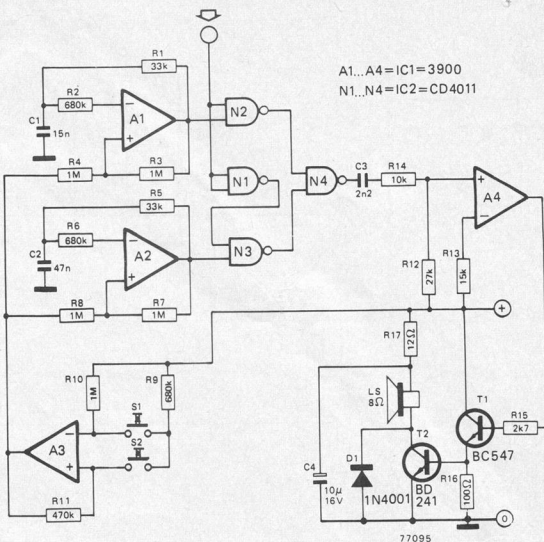 R1
33k
R2
680k
C1
15n
A1
R4
1M
R3
1M
R5
33k
R6
680k
C2
47n
A2
R8
1M
R7
1M
N2
N1
N3
N4
C3
2n2
R14
10k
A1...A4=IC1=3900
N1...N4=IC2=CD4011
A4
R12
27k
R13
15k
+
R17
12Ω
LS
8Ω
R10
1M
R9
680k
S1
S2
A3
R11
470k
T1
BC547
R15
2k7
T2
BD
241
R16
100Ω
C4
10µ
16V
D1
1N4001
0
77095